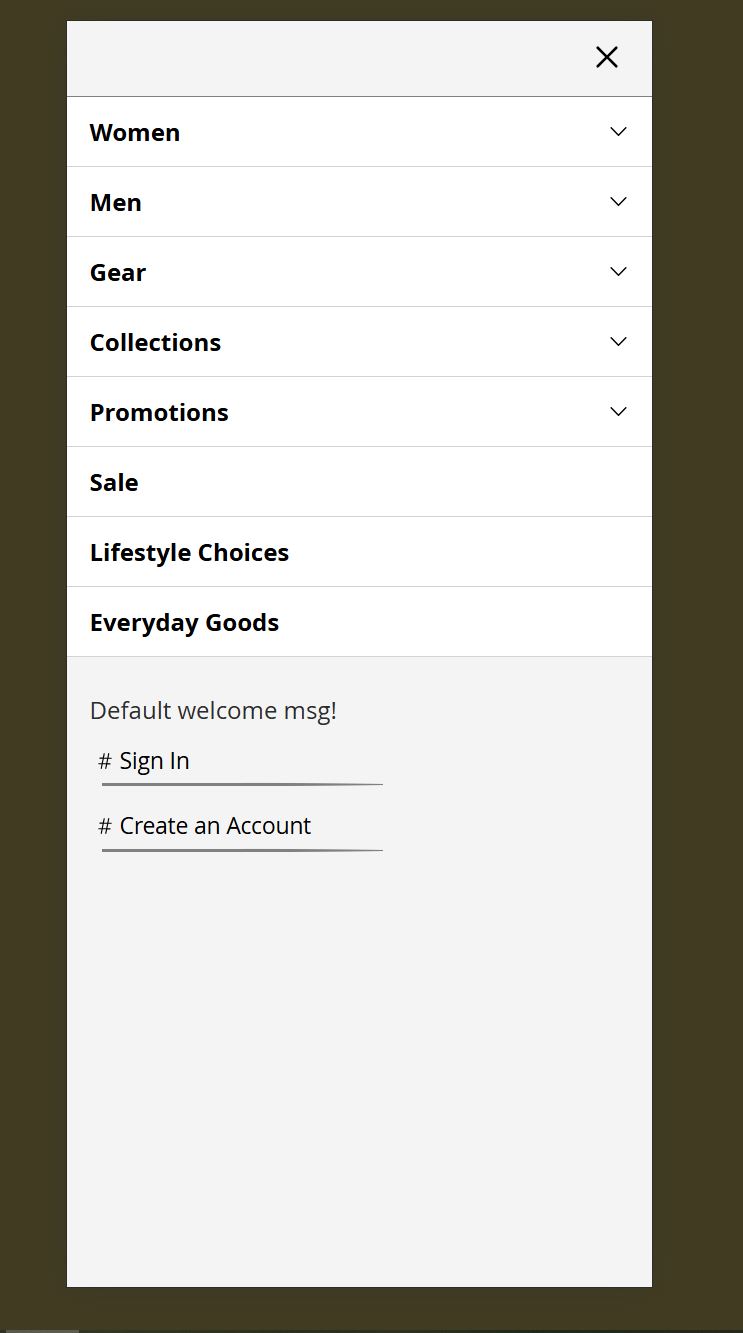 Women
Men
Gear
Collections
Promotions
Sale
Lifestyle Choices
Everyday Goods
Default welcome msg!
# Sign In
# Create an Account